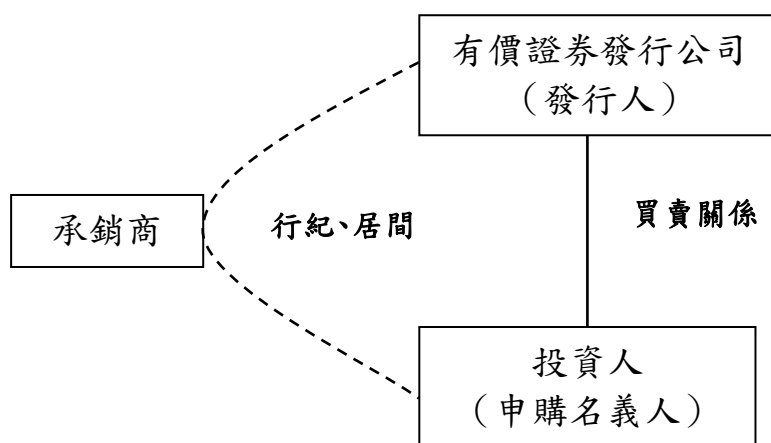 有價證券發行公司
（發行人）
承銷商
行紀、居間
買賣關係
投資人
（申購名義人）